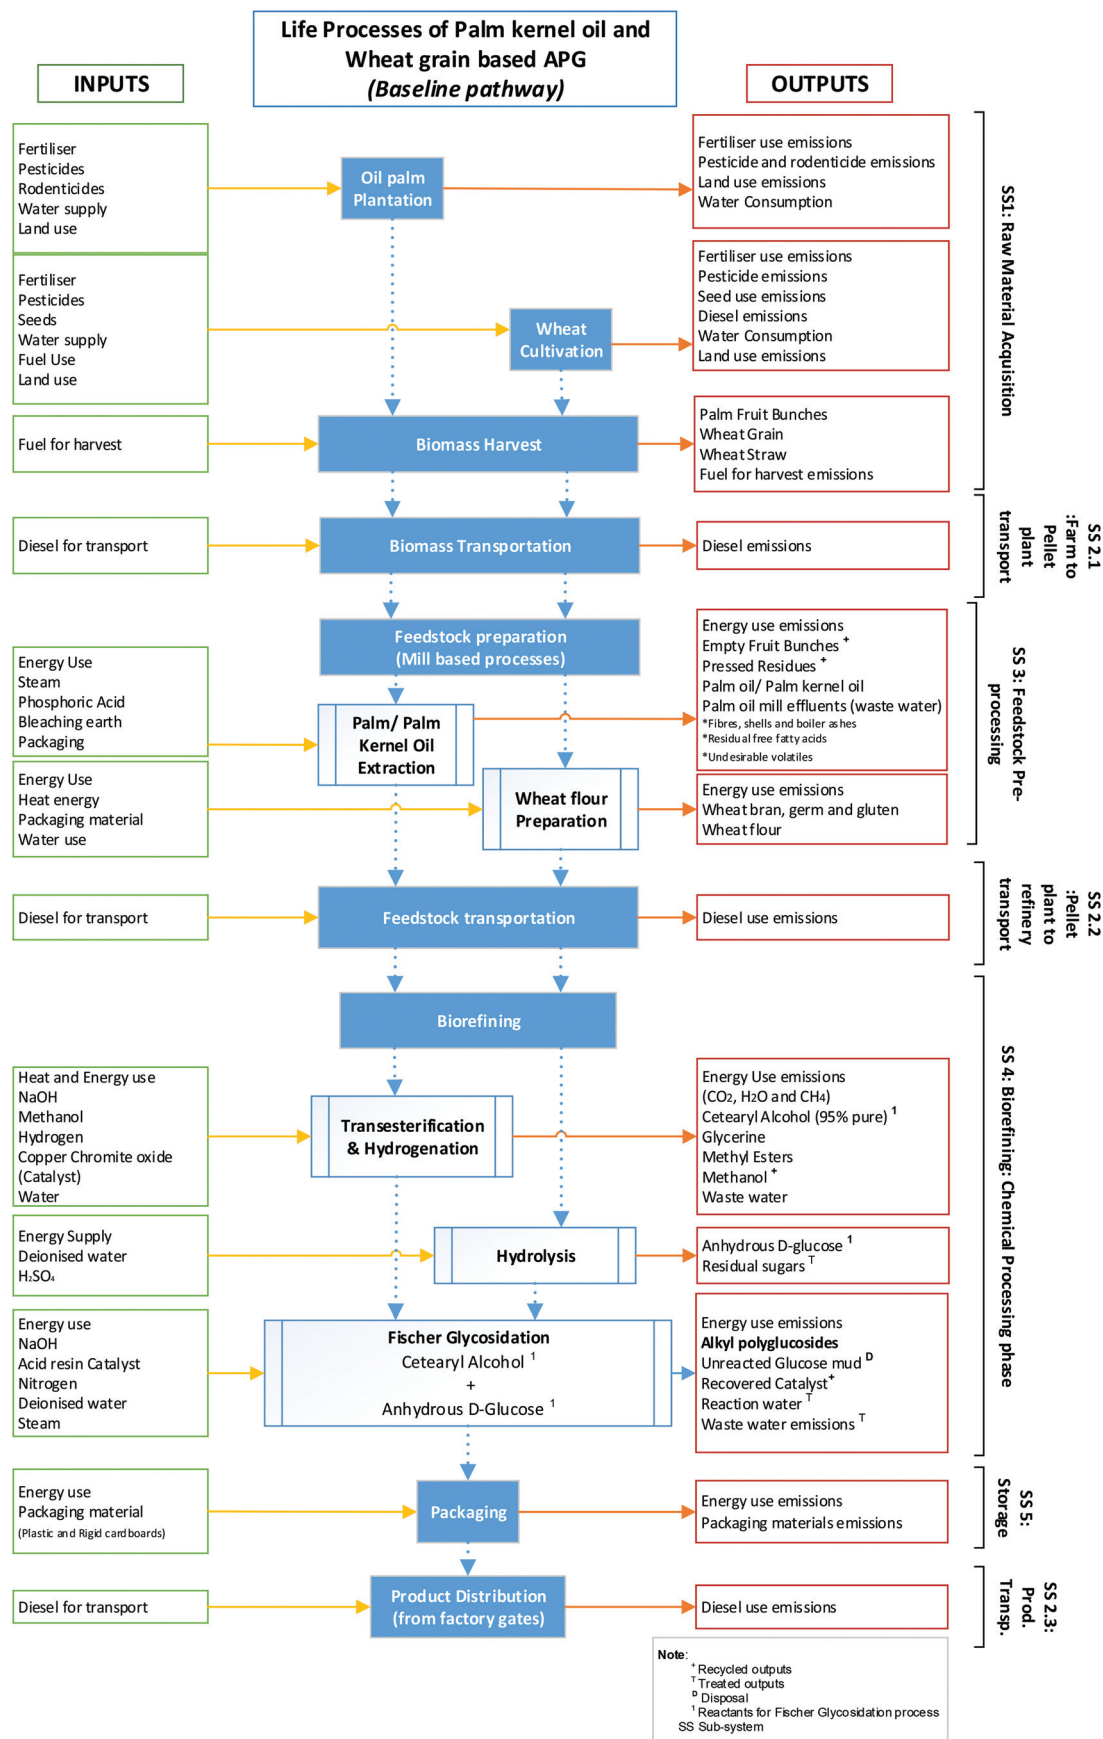 Life Processes of Palm kernel oil and
Wheat grain based APG
(Baseline pathway)
INPUTS
OUTPUTS
Fertiliser
Pesticides
Rodenticides
Water supply
Land use
Oil palm
Plantation
Fertiliser use emissions
Pesticide and rodenticide emissions
Land use emissions
Water Consumption
Fertiliser
Pesticides
Seeds
Water supply
Fuel Use
Land use
Wheat
Cultivation
Fertiliser use emissions
Pesticide emissions
Seed use emissions
Diesel emissions
Water Consumption
Land use emissions
Fuel for harvest
Biomass Harvest
Palm Fruit Bunches
Wheat Grain
Wheat Straw
Fuel for harvest emissions
SS1: Raw Material Acquisition
Diesel for transport
Biomass Transportation
Diesel emissions
SS 2.1
:Farm to
Pellet
plant
transport
Feedstock preparation
(Mill based processes)
Energy Use
Steam
Phosphoric Acid
Bleaching earth
Packaging
Palm/ Palm
Kernel Oil
Extraction
Energy use emissions
Empty Fruit Bunches +
Pressed Residues +
Palm oil/ Palm kernel oil
Palm oil mill effluents (waste water)
*Fibres, shells and boiler ashes
*Residual free fatty acids
*Undesirable volatiles
Energy Use
Heat energy
Packaging material
Water use
Wheat flour
Preparation
Energy use emissions
Wheat bran, germ and gluten
Wheat flour
SS 3: Feedstock Pre-
processing
Diesel for transport
Feedstock transportation
Diesel use emissions
SS2.2
:Pellet
plant to
refinery
transport
Biorefining
Heat and Energy use
NaOH
Methanol
Hydrogen
Copper Chromite oxide
(Catalyst)
Water
Transesterification
& Hydrogenation
Energy Use emissions
(CO₂, H₂O and CH₄)
Cetearyl Alcohol (95% pure) 1
Glycerine
Methyl Esters
Methanol +
Waste water
Energy Supply
Deionised water
H₂SO₄
Hydrolysis
Anhydrous D-glucose 1
Residual sugars T
Energy use
NaOH
Acid resin Catalyst
Nitrogen
Deionised water
Steam
Fischer Glycosidation
Cetearyl Alcohol 1
+
Anhydrous D-Glucose 1
Energy use emissions
Alkyl polyglucosides
Unreacted Glucose mud D
Recovered Catalyst+
Reaction water T
Waste water emissions T
SS 4: Biorefining: Chemical Processing phase
Energy use
Packaging material
(Plastic and Rigid cardboards)
Packaging
Energy use emissions
Packaging materials emissions
SS 5:
Storage
Diesel for transport
Product Distribution
(from factory gates)
Diesel use emissions
SS 2.3:
Prod.
Transp.
Note:
+ Recycled outputs
T Treated outputs
D Disposal
1 Reactants for Fischer Glycosidation process
SS Sub-system